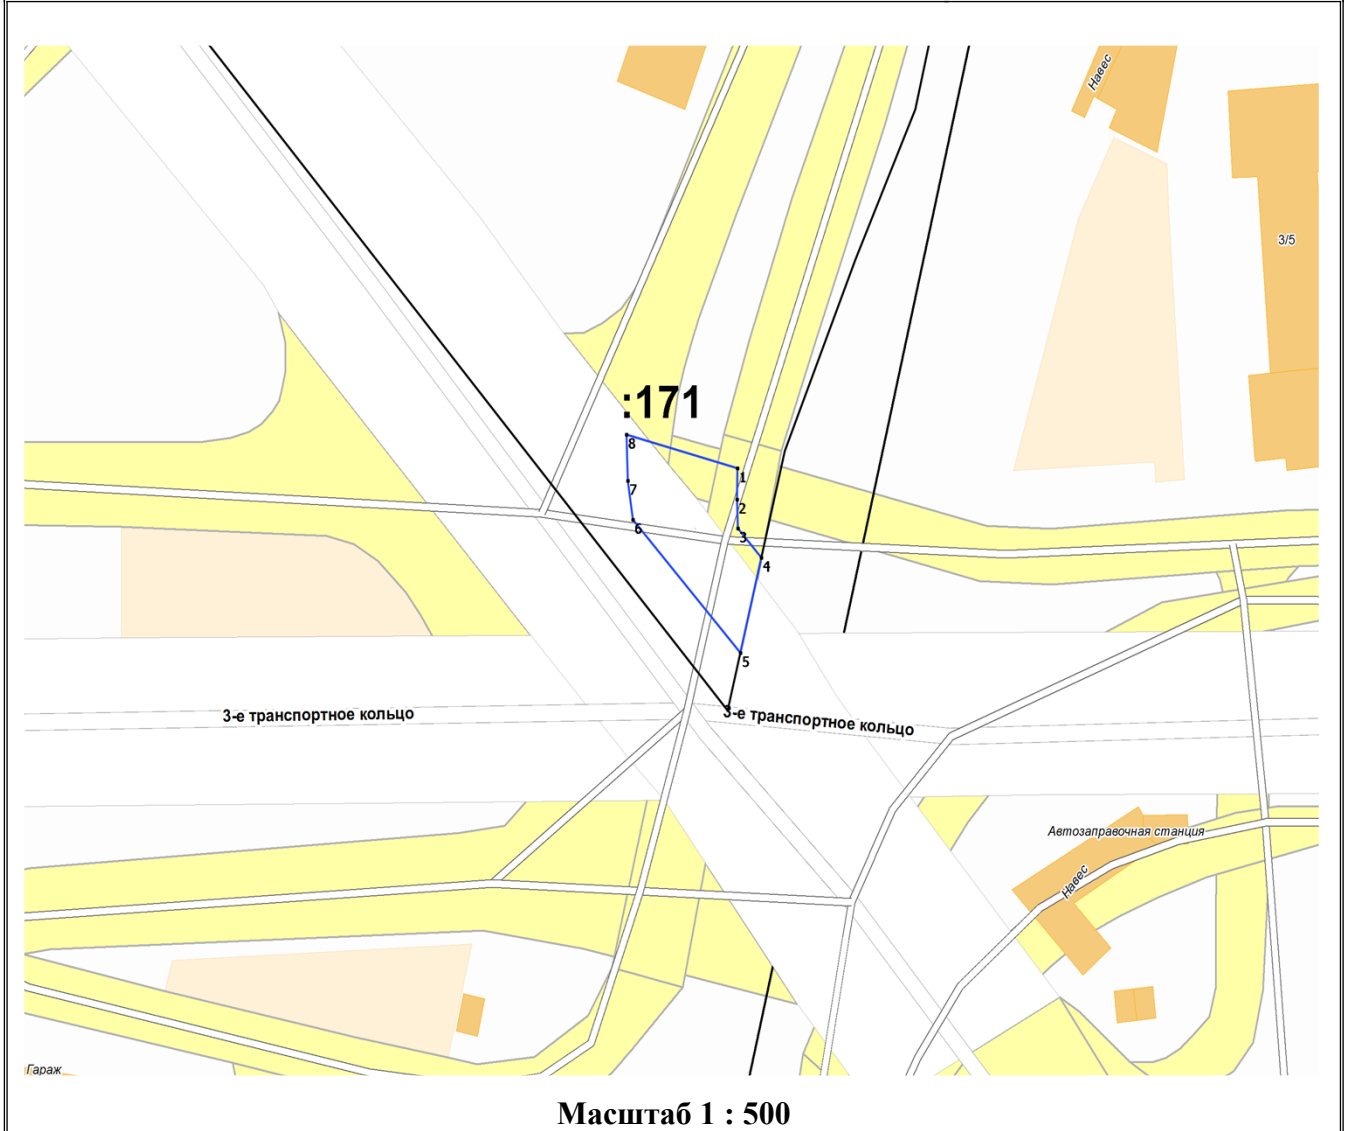 Навес
3/5
:171
8
1
7
2
6
3
4
5
3-е транспортное кольцо
3-е транспортное кольцо
Автозаправочная станция
Навес
Гараж
Масштаб 1 : 500